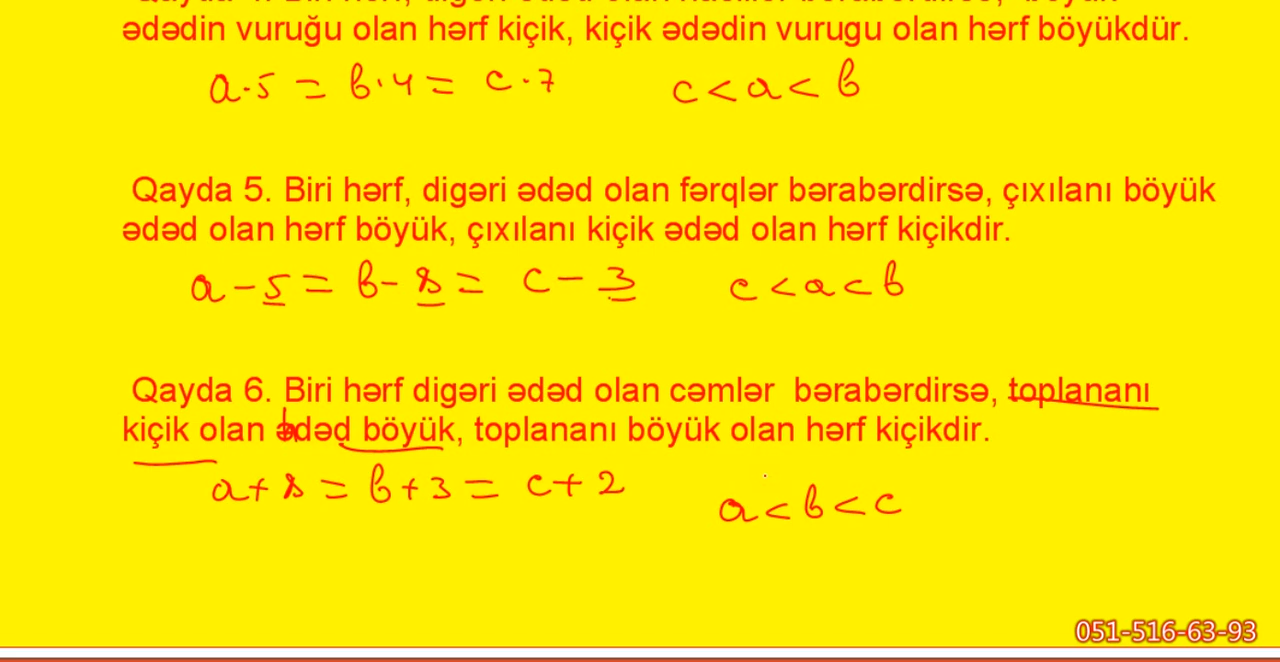 ədədin vuruğu olan hərf kiçik, kiçik ədədin vurugu olan hərf böyükdür.
a·5 = b·4 = c·7 c<a<b
Qayda 5. Biri hərf, digəri ədəd olan fərqlər bərabərdirsə, çıxılanı böyük
ədəd olan hərf böyük, çıxılanı kiçik ədəd olan hərf kiçikdir.
a-5 = b-8 = c-3 c<a<b
Qayda 6. Biri hərf digəri ədəd olan cəmlər bərabərdirsə, toplananı
kiçik olan ədəd böyük, toplananı böyük olan hərf kiçikdir.
a+8 = b+3 = c+2 a<b<c
051-516-63-93